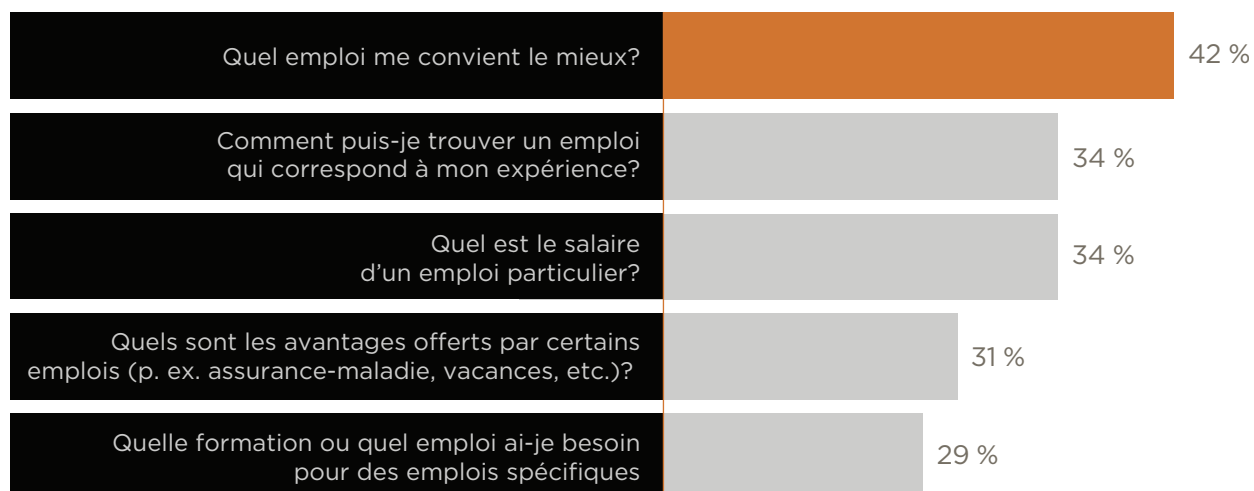 Quel emploi me convient le mieux?
42 %
Comment puis-je trouver un emploi
qui correspond à mon expérience?
34 %
Quel est le salaire
d’un emploi particulier?
34 %
Quels sont les avantages offerts par certains
emplois (p. ex. assurance-maladie, vacances, etc.)?
31 %
Quelle formation ou quel emploi ai-je besoin
pour des emplois spécifiques
29 %